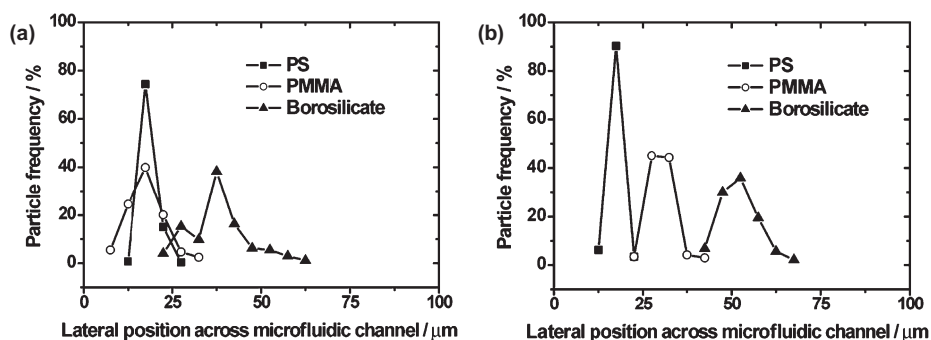 (a)
Particle frequency / %
100
80
60
40
20
0
PS
PMMA
Borosilicate
0 25 50 75 100
Lateral position across microfluidic channel / μm
(b)
Particle frequency / %
100
80
60
40
20
0
PS
PMMA
Borosilicate
0 25 50 75 100
Lateral position across microfluidic channel / μm